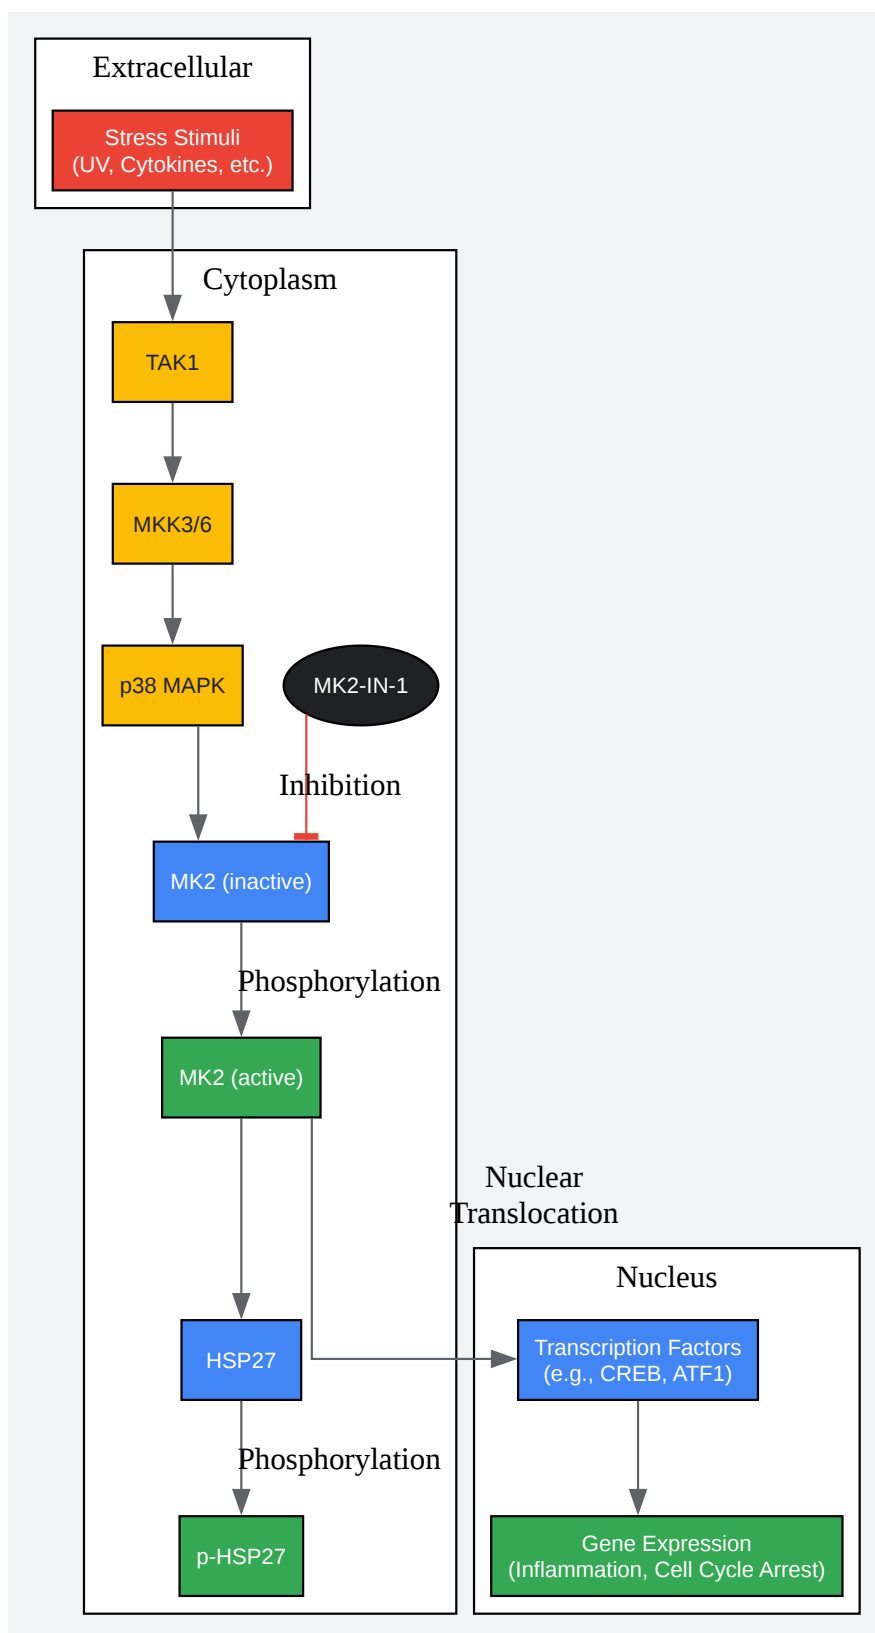 Extracellular
Stress Stimuli
(UV, Cytokines, etc.)
Cytoplasm
TAK1
MKK3/6
p38 MAPK
MK2-IN-1
Inhibition
MK2 (inactive)
Phosphorylation
MK2 (active)
Nuclear
Translocation
Nucleus
HSP27
Transcription Factors
(e.g., CREB, ATF1)
Phosphorylation
p-HSP27
Gene Expression
(Inflammation, Cell Cycle Arrest)